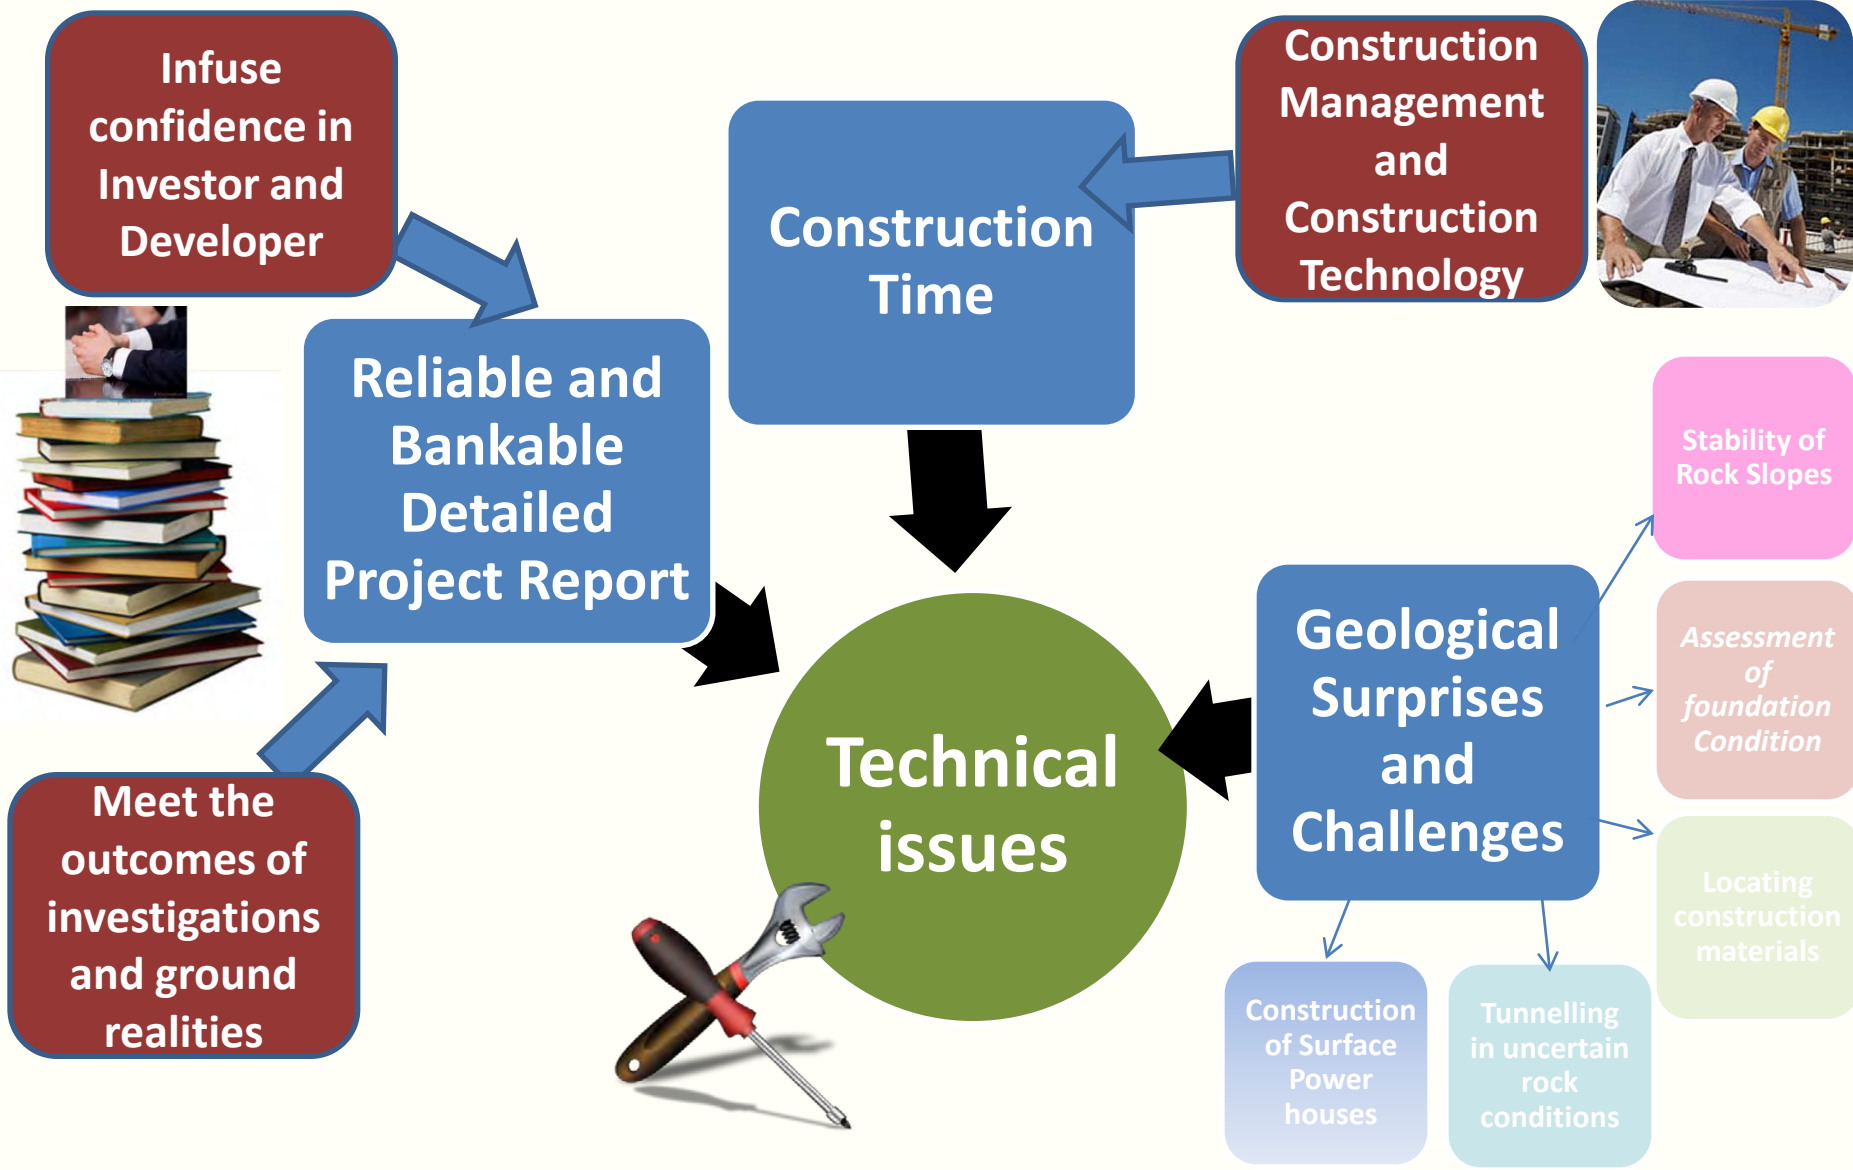 Infuse
confidence in
Investor and
Developer
Construction
Time
Construction
Management
and
Construction
Technology
Reliable and
Bankable
Detailed
Project Report
Stability of
Rock Slopes
Geological
Surprises
and
Challenges
Assessment
of
foundation
Condition
Technical
issues
Meet the
outcomes of
investigations
and ground
realities
Locating
construction
materials
Construction
of Surface
Power
houses
Tunnelling
in uncertain
rock
conditions